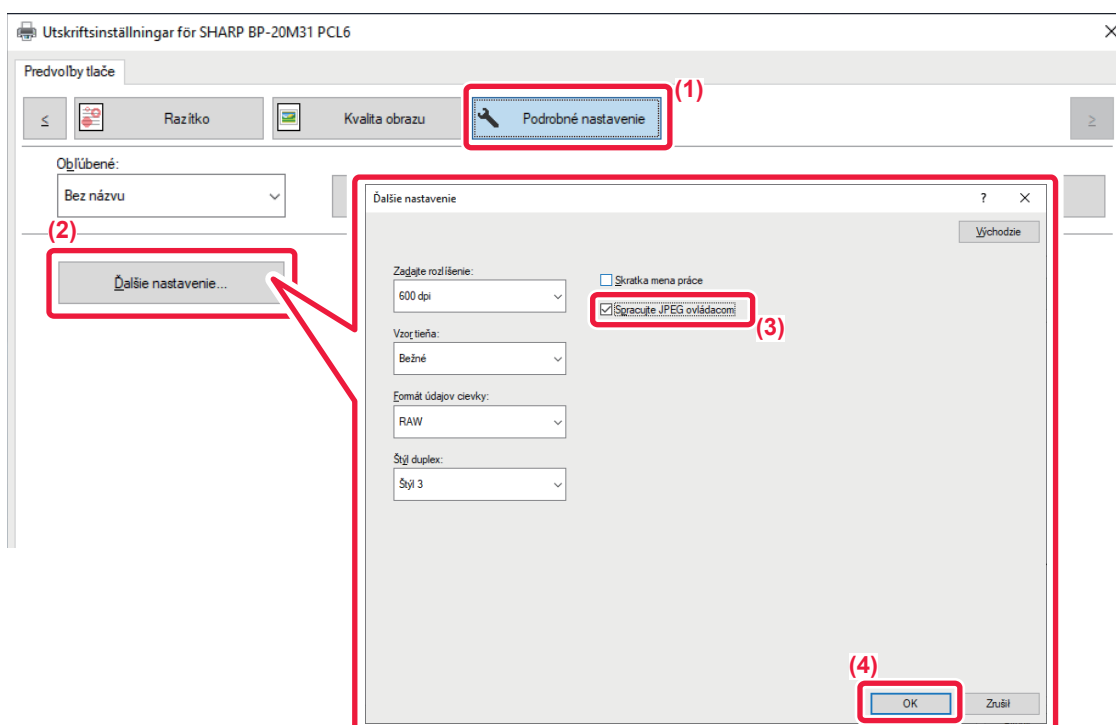 Utskriftsinställningar för SHARP BP-20M31 PCL6
Predvoľby tlače
(1)
≤ Razítko Kvalita obrazu Podrobné nastavenie ≥
Obľúbené:
Bez názvu
(2)
Ďalšie nastavenie...
Ďalšie nastavenie ?
Východzie
Zadajte rozlíšenie:
600 dpi
Skratka mena práce
Spracujte JPEG ovládacom
(3)
Vzor tieňa:
Bežné
Formát údajov cievky:
RAW
Štýl duplex:
Štýl 3
(4)
OK Zrušiť